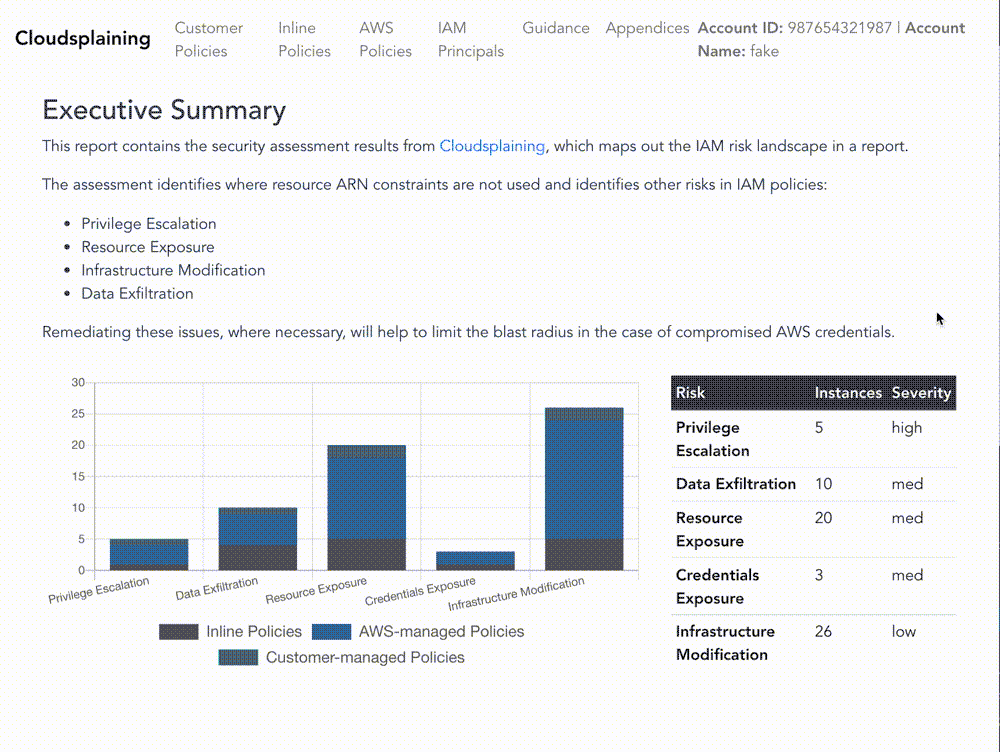 Cloudsplaining
Customer
Policies
Inline
Policies
AWS
Policies
IAM
Principals
Guidance
Appendices
Account ID: 987654321987 | Account
Name: fake
Executive Summary
This report contains the security assessment results from Cloudsplaining, which maps out the IAM risk landscape in a report.
The assessment identifies where resource ARN constraints are not used and identifies other risks in IAM policies:
• Privilege Escalation
• Resource Exposure
• Infrastructure Modification
• Data Exfiltration
Remediating these issues, where necessary, will help to limit the blast radius in the case of compromised AWS credentials.
30
25
20
15
10
5
0
Privilege Escalation
Data Exfiltration
Resource Exposure
Credentials Exposure
Infrastructure Modification
Inline Policies
AWS-managed Policies
Customer-managed Policies
Risk Instances Severity
Privilege 5 high
Escalation
Data Exfiltration 10 med
Resource 20 med
Exposure
Credentials 3 med
Exposure
Infrastructure 26 low
Modification